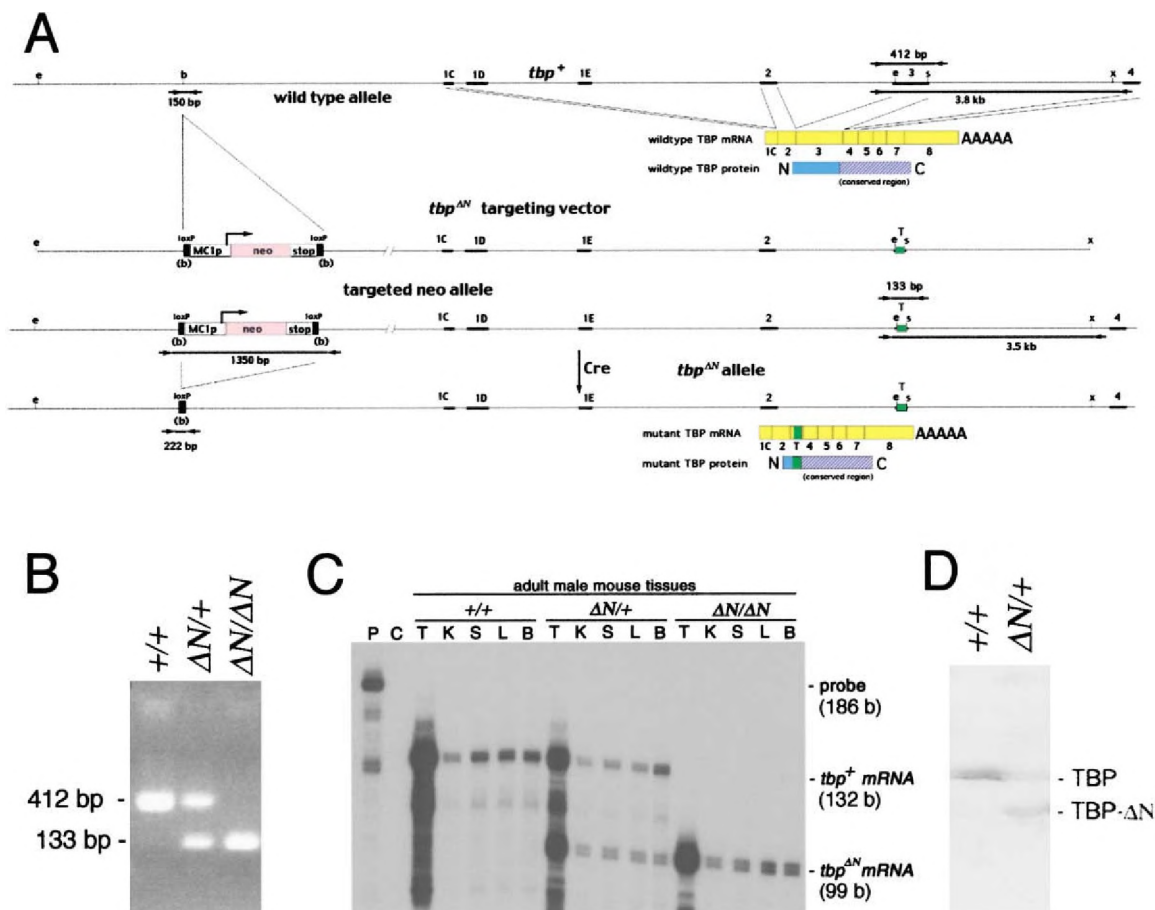 A
412 bp
e b 1C 1D tbp+ 1E 2 e 3 s x 4
150 bp wild type allele 3.8 kb
wildtype TBP mRNA AAAAA
1C 2 3 4 5 6 7 8
wildtype TBP protein N C
(conserved region)
tbpΔN targeting vector
loxP loxP T
e MC1p neo stop 1C 1D 1E 2 e s x
(b) (b)
targeted neo allele 133 bp
loxP loxP T
e MC1p neo stop 1C 1D 1E 2 e s x 4
(b) (b)
1350 bp 3.5 kb
Cre tbpΔN allele
loxP T
e 1C 1D 1E 2 e s x 4
(b)
222 bp
mutant TBP mRNA AAAAA
1C 2 T 4 5 6 7 8
mutant TBP protein N C
(conserved region)
B
+/+ ΔN/+ ΔN/ΔN
412 bp -
133 bp -
C
adult male mouse tissues
+/+ ΔN/+ ΔN/ΔN
P C T K S L B T K S L B T K S L B
- probe
(186 b)
- tbp+ mRNA
(132 b)
- tbpΔN mRNA
(99 b)
D
+/+ ΔN/+
- TBP
- TBP-ΔN